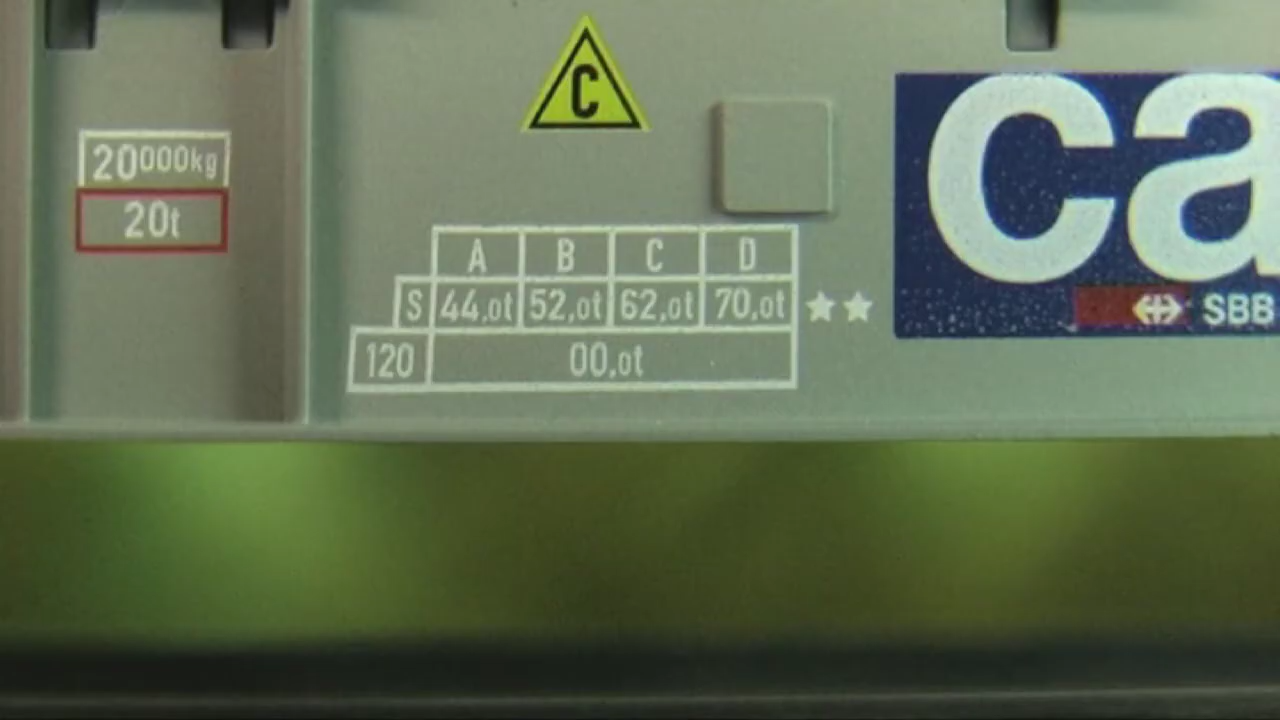 C
20000kg
20t
A B C D
S 44,0t 52,0t 62,0t 70,0t ★★
120 00,0t
ca
SBB